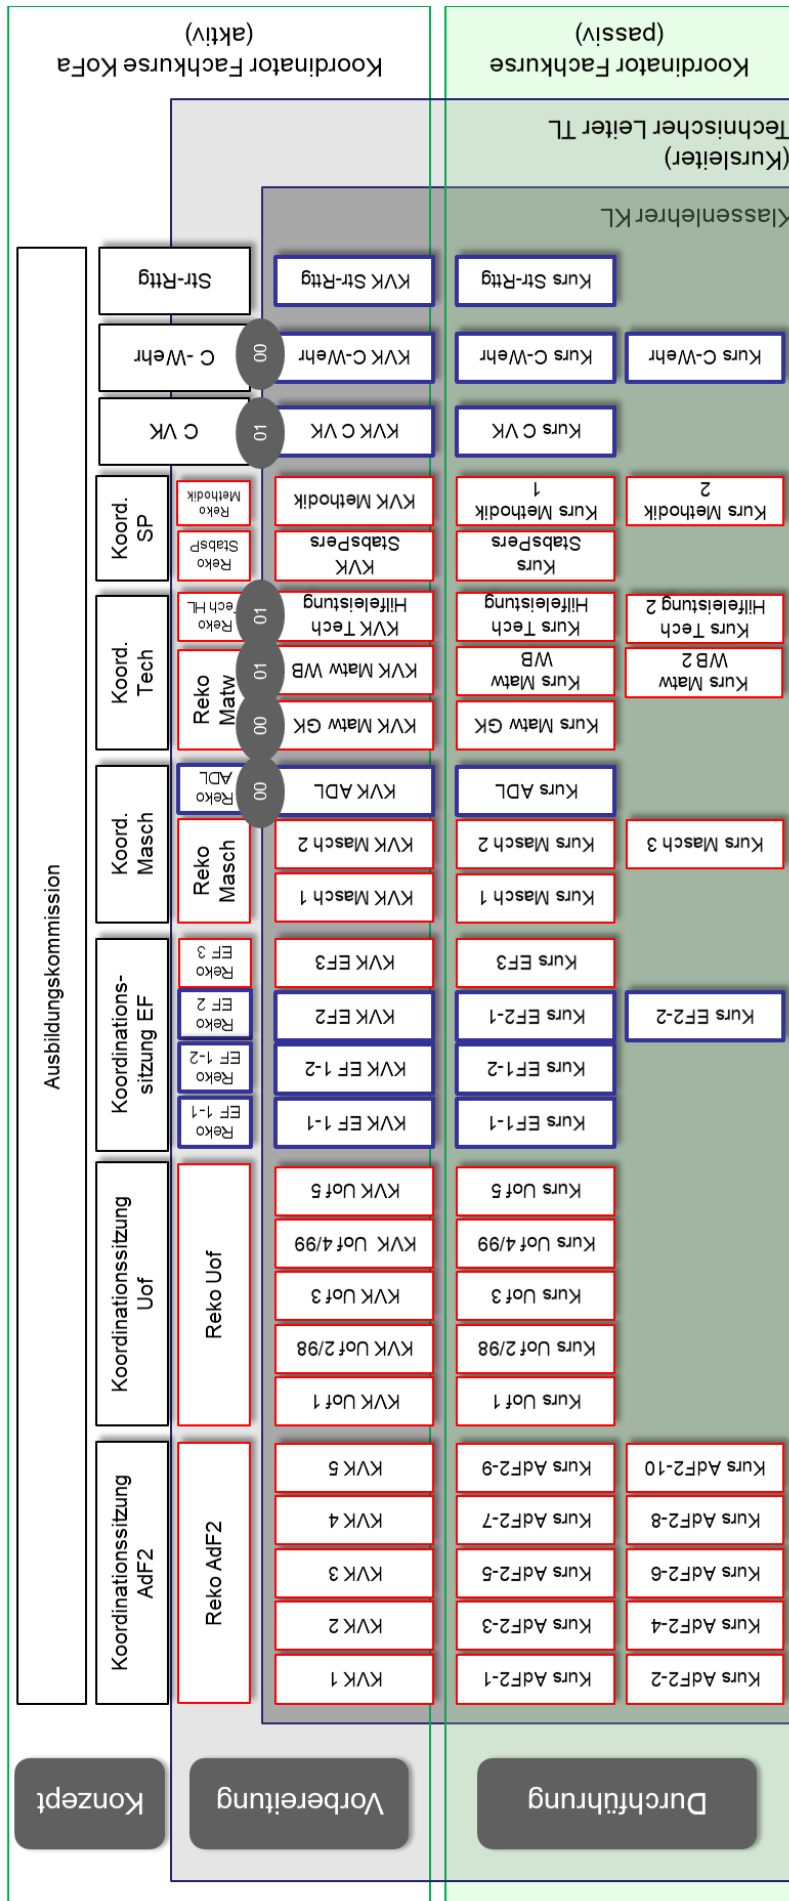 Konzept
Vorbereitung
Durchführung
Ausbildungskommission
Koordinationssitzung
AdF2
Koordinationssitzung
Uof
Koordinations-
sitzung EF
Koord.
Masch
Koord.
Tech
Koord.
SP
C VK
C -Wehr
Str-Rttg
Reko AdF2
Reko Uof
Reko
EF 1-1
Reko
EF 1-2
Reko
EF 2
Reko
EF 3
Reko
Masch
Reko
ADL
Reko
Matw
Reko
Tech HL
Reko
StabsP
Reko
Methodik
00
00
01
01
01
00
KVK 1
KVK 2
KVK 3
KVK 4
KVK 5
KVK Uof 1
KVK Uof 2/98
KVK Uof 3
KVK Uof 4/99
KVK Uof 5
KVK EF 1-1
KVK EF 1-2
KVK EF2
KVK EF3
KVK Masch 1
KVK Masch 2
KVK ADL
KVK Matw GK
KVK Matw WB
KVK Tech
Hilfeleistung
KVK
StabsPers
KVK Methodik
KVK C VK
KVK C-Wehr
KVK Str-Rttg
Kurs AdF2-1
Kurs AdF2-3
Kurs AdF2-5
Kurs AdF2-7
Kurs AdF2-9
Kurs Uof 1
Kurs Uof 2/98
Kurs Uof 3
Kurs Uof 4/99
Kurs Uof 5
Kurs EF1-1
Kurs EF1-2
Kurs EF2-1
Kurs EF3
Kurs Masch 1
Kurs Masch 2
Kurs ADL
Kurs Matw GK
Kurs Matw
WB
Kurs Tech
Hilfeleistung
Kurs
StabsPers
Kurs Methodik
1
Kurs C VK
Kurs C-Wehr
Kurs Str-Rttg
Kurs AdF2-2
Kurs AdF2-4
Kurs AdF2-6
Kurs AdF2-8
Kurs AdF2-10
Kurs EF2-2
Kurs Masch 3
Kurs Matw
WB 2
Kurs Tech
Hilfeleistung 2
Kurs Methodik
2
Kurs C-Wehr
Klassenlehrer KL
(Kursleiter)
Technischer Leiter TL
Koordinator Fachkurse
(passiv)
Koordinator Fachkurse KoFa
(aktiv)